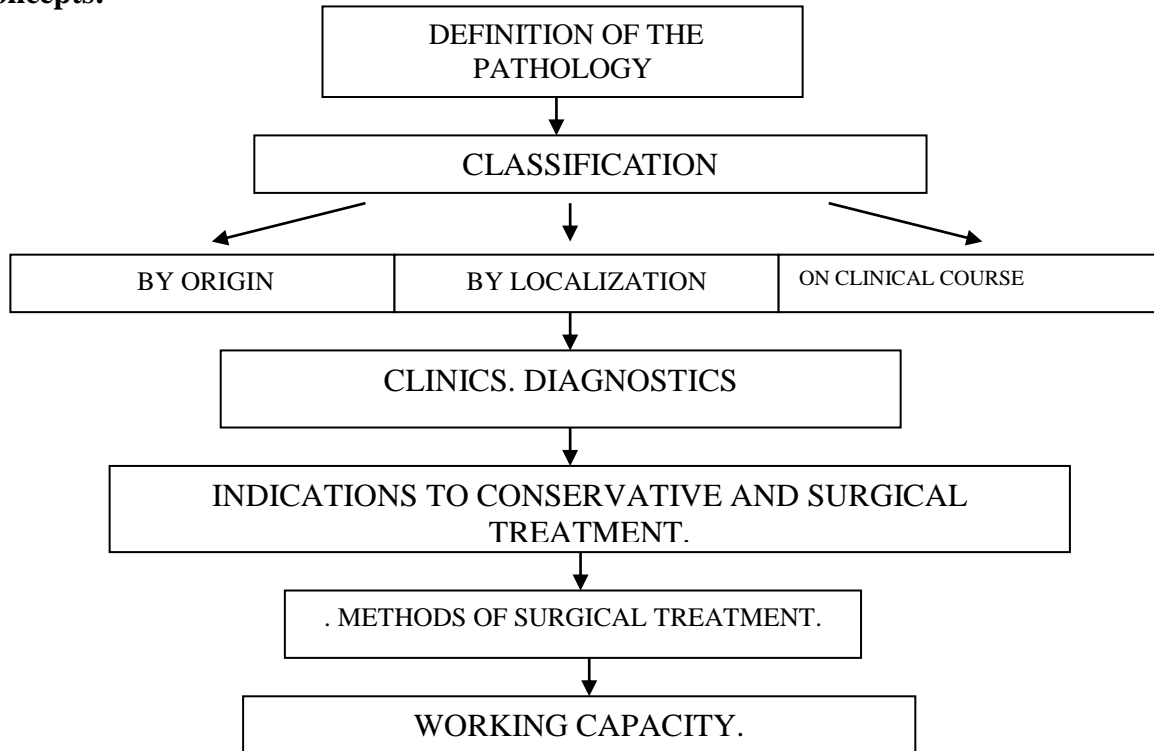 DEFINITION OF THE
PATHOLOGY
CLASSIFICATION
BY ORIGIN
BY LOCALIZATION
ON CLINICAL COURSE
CLINICS. DIAGNOSTICS
INDICATIONS TO CONSERVATIVE AND SURGICAL
TREATMENT.
. METHODS OF SURGICAL TREATMENT.
WORKING CAPACITY.